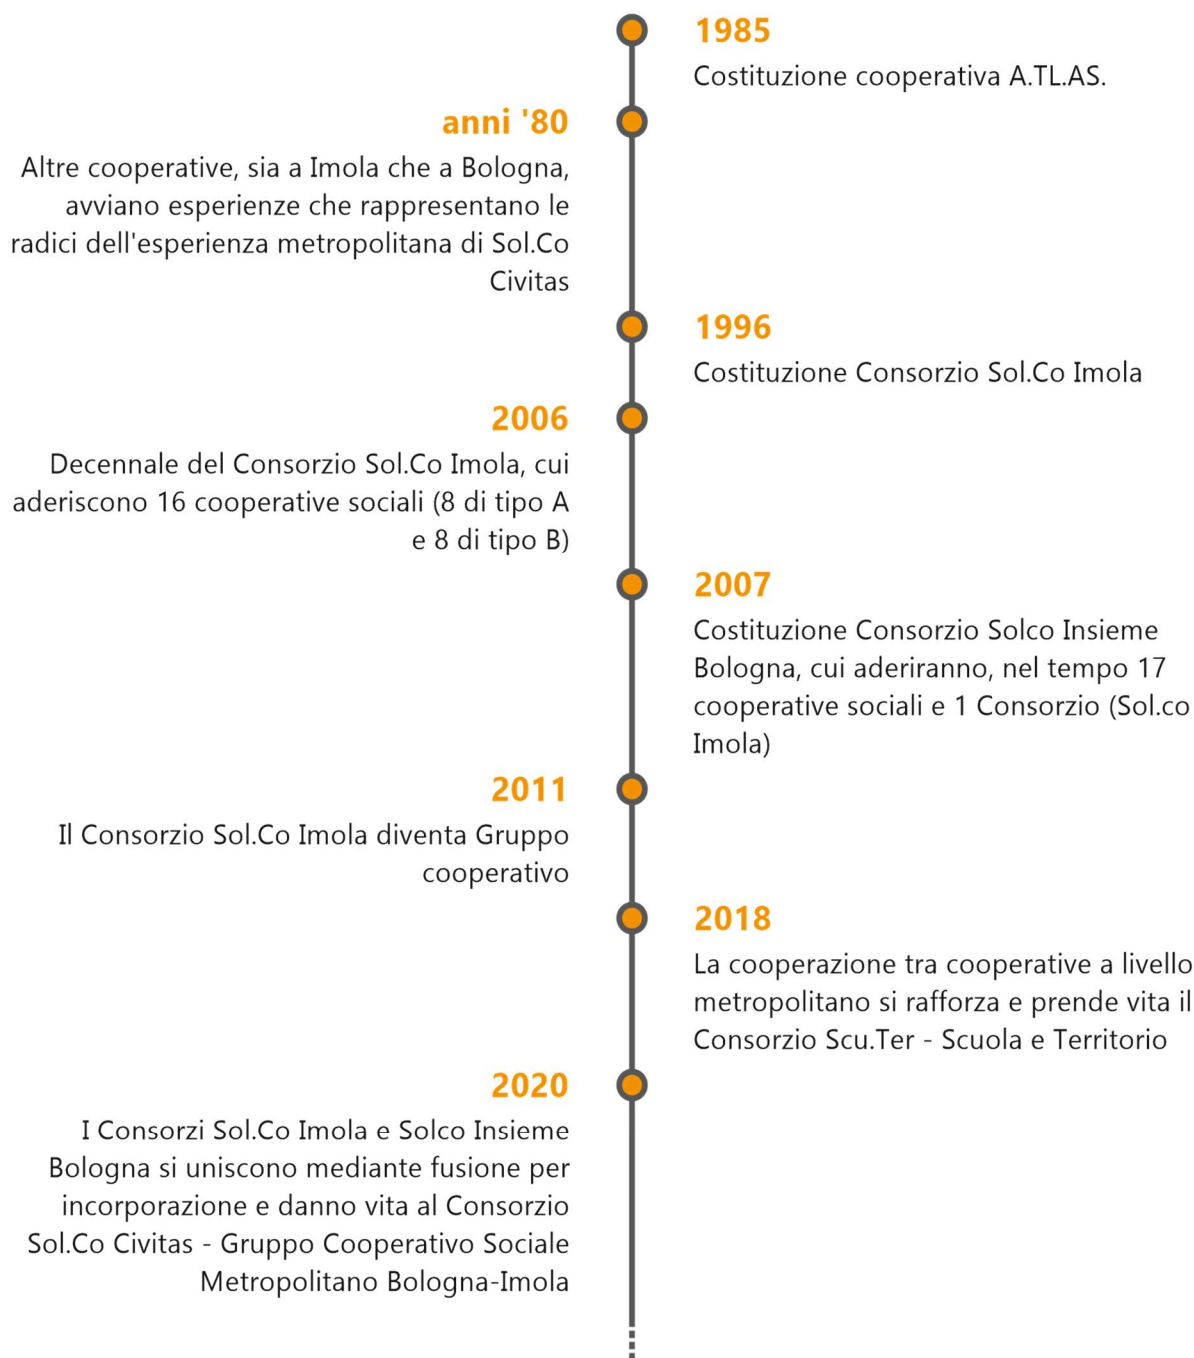 1985
Costituzione cooperativa A.TL.AS.
anni '80
Altre cooperative, sia a Imola che a Bologna,
avviano esperienze che rappresentano le
radici dell'esperienza metropolitana di Sol.Co
Civitas
1996
Costituzione Consorzio Sol.Co Imola
2006
Decennale del Consorzio Sol.Co Imola, cui
aderiscono 16 cooperative sociali (8 di tipo A
e 8 di tipo B)
2007
Costituzione Consorzio Solco Insieme
Bologna, cui aderiranno, nel tempo 17
cooperative sociali e 1 Consorzio (Sol.co
Imola)
2011
Il Consorzio Sol.Co Imola diventa Gruppo
cooperativo
2018
La cooperazione tra cooperative a livello
metropolitano si rafforza e prende vita il
Consorzio Scu.Ter - Scuola e Territorio
2020
I Consorzi Sol.Co Imola e Solco Insieme
Bologna si uniscono mediante fusione per
incorporazione e danno vita al Consorzio
Sol.Co Civitas - Gruppo Cooperativo Sociale
Metropolitano Bologna-Imola